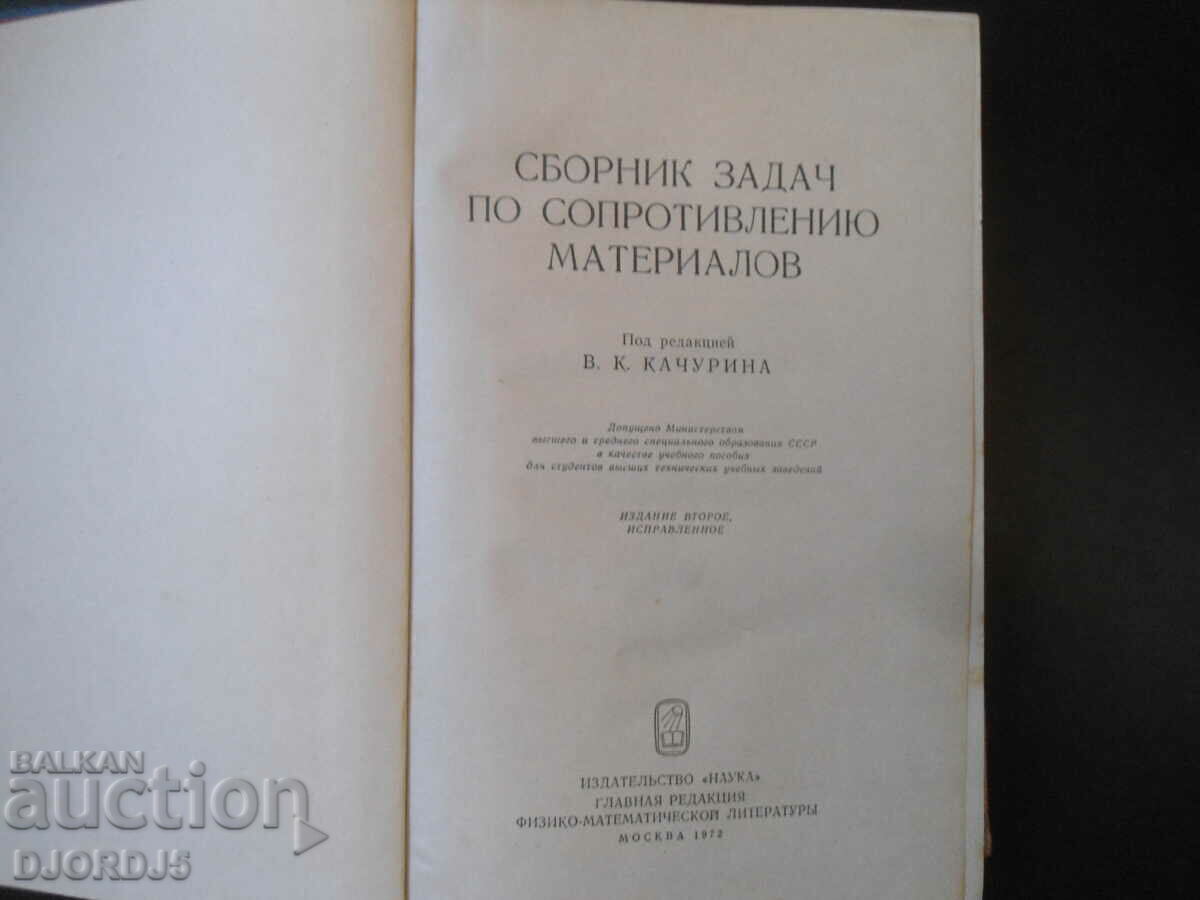 СБОРНИК ЗАДАЧ
ПО СОПРОТИВЛЕНИЮ
МАТЕРИАЛОВ
Под редакцией
В. К. КАЧУРИНА
Допущено Министерством
высшего и среднего специального образования СССР
в качестве учебного пособия
для студентов высших технических учебных заведений
ИЗДАНИЕ ВТОРОЕ,
ИСПРАВЛЕННОЕ
ИЗДАТЕЛЬСТВО «НАУКА»
ГЛАВНАЯ РЕДАКЦИЯ
ФИЗИКО-МАТЕМАТИЧЕСКОЙ ЛИТЕРАТУРЫ
МОСКВА 1972
BALKAN
auction
DJORDJ5